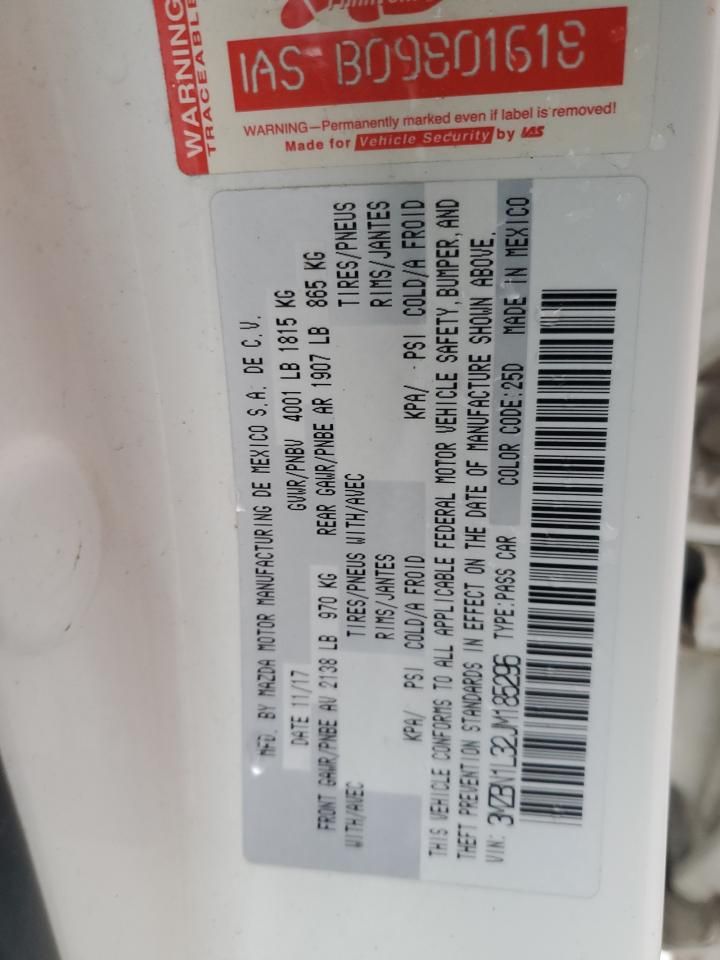 WARNING
TRACEABLE
IAS B09801618
WARNING—Permanently marked even if label is removed!
Made for Vehicle Security by IAS
MFD. BY MAZDA MOTOR MANUFACTURING DE MEXICO S.A. DE C.V.
DATE 11/17 GVWR/PNBV 4001 LB 1815 KG
FRONT GAWR/PNBE AV 2138 LB 970 KG REAR GAWR/PNBE AR 1907 LB 865 KG
WITH/AVEC TIRES/PNEUS WITH/AVEC TIRES/PNEUS
RIMS/JANTES RIMS/JANTES
KPA/ PSI COLD/A FROID KPA/ PSI COLD/A FROID
THIS VEHICLE CONFORMS TO ALL APPLICABLE FEDERAL MOTOR VEHICLE SAFETY, BUMPER, AND
THEFT PREVENTION STANDARDS IN EFFECT ON THE DATE OF MANUFACTURE SHOWN ABOVE.
VIN: 3MZBN1L32JM185296 TYPE:PASS CAR COLOR CODE:25D MADE IN MEXICO